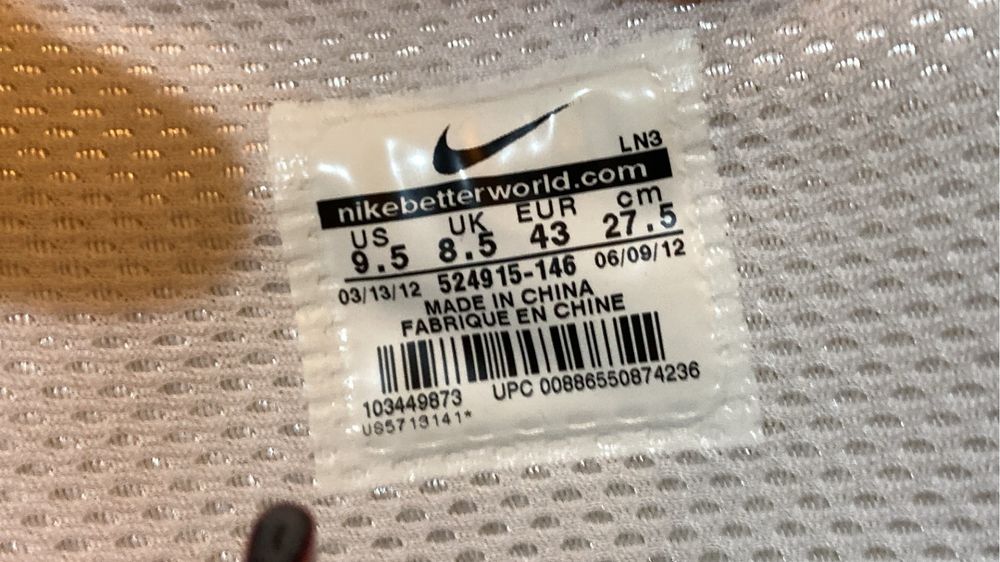 LN3
nikebetterworld.com
US UK EUR cm
9.5 8.5 43 27.5
03/13/12 524915-146 06/09/12
MADE IN CHINA
FABRIQUE EN CHINE
103449873 UPC 00886550874236
US5713141*